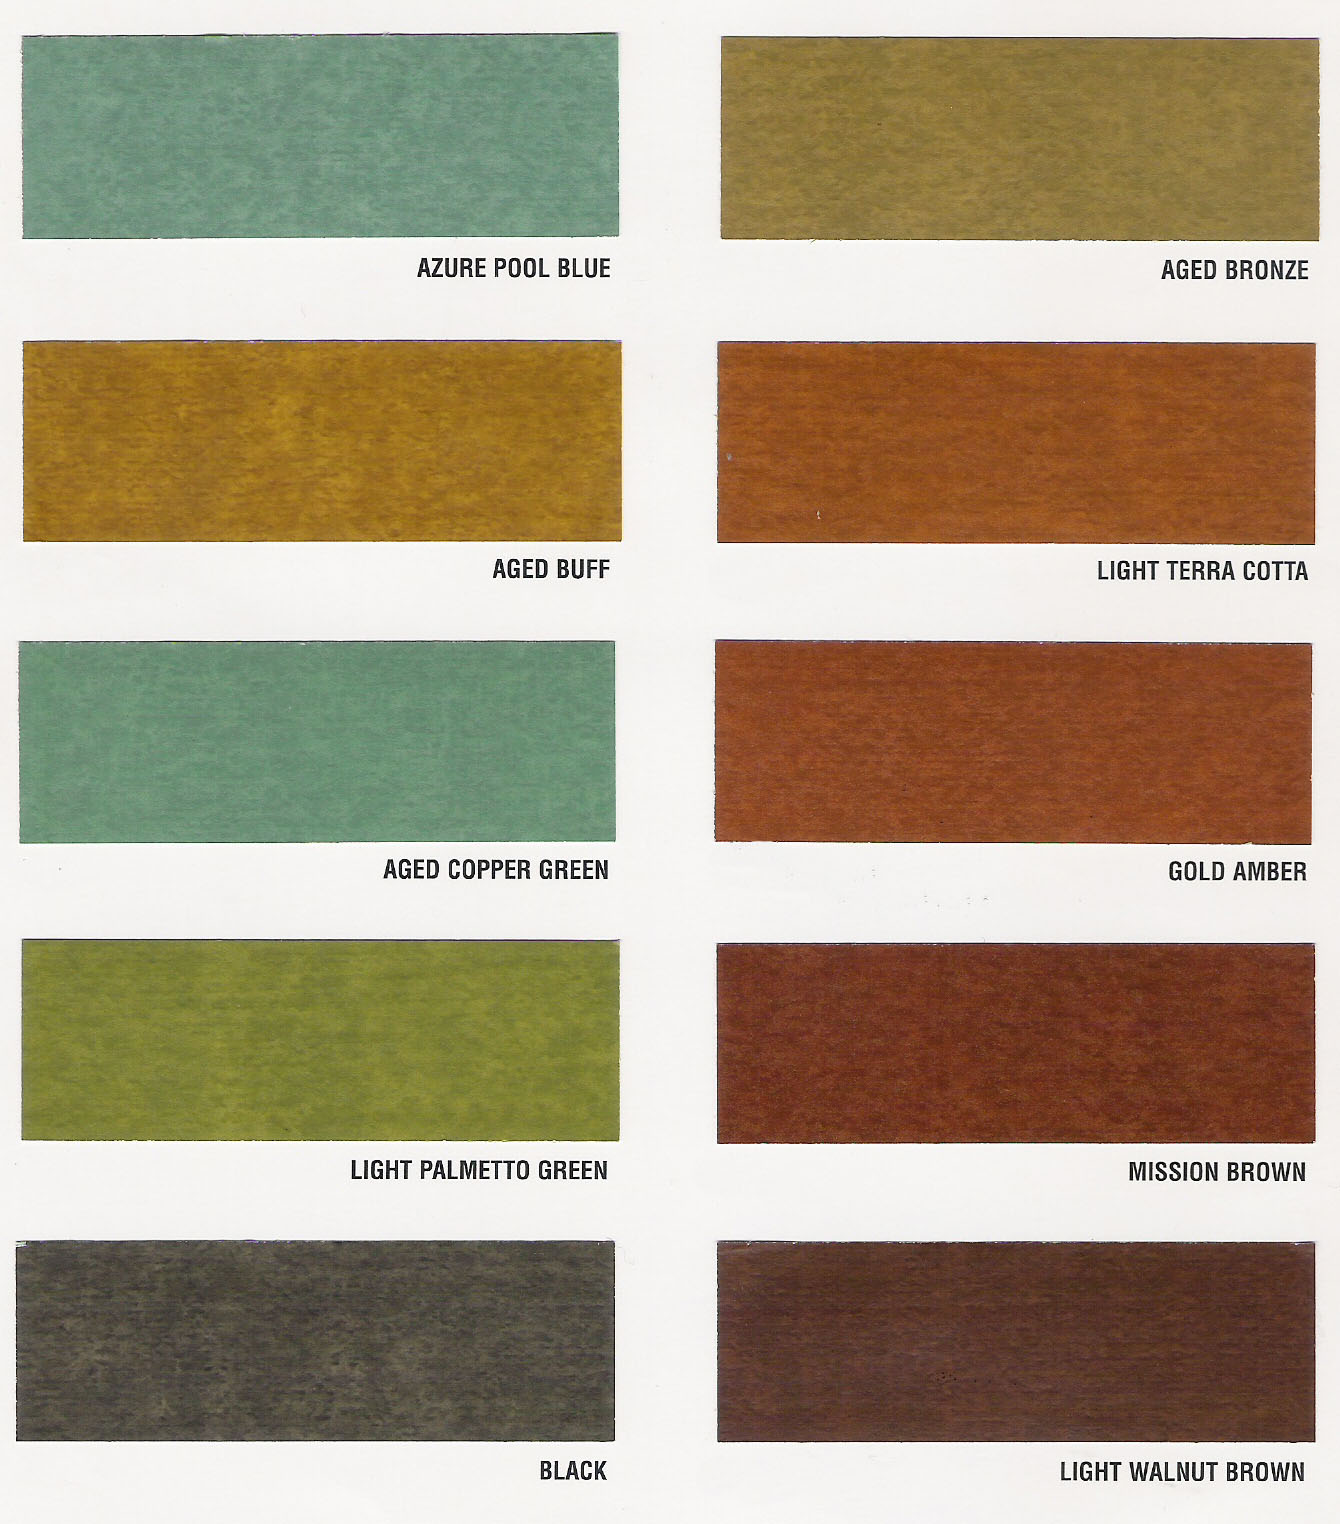 AZURE POOL BLUE
AGED BRONZE
AGED BUFF
LIGHT TERRA COTTA
AGED COPPER GREEN
GOLD AMBER
LIGHT PALMETTO GREEN
MISSION BROWN
BLACK
LIGHT WALNUT BROWN